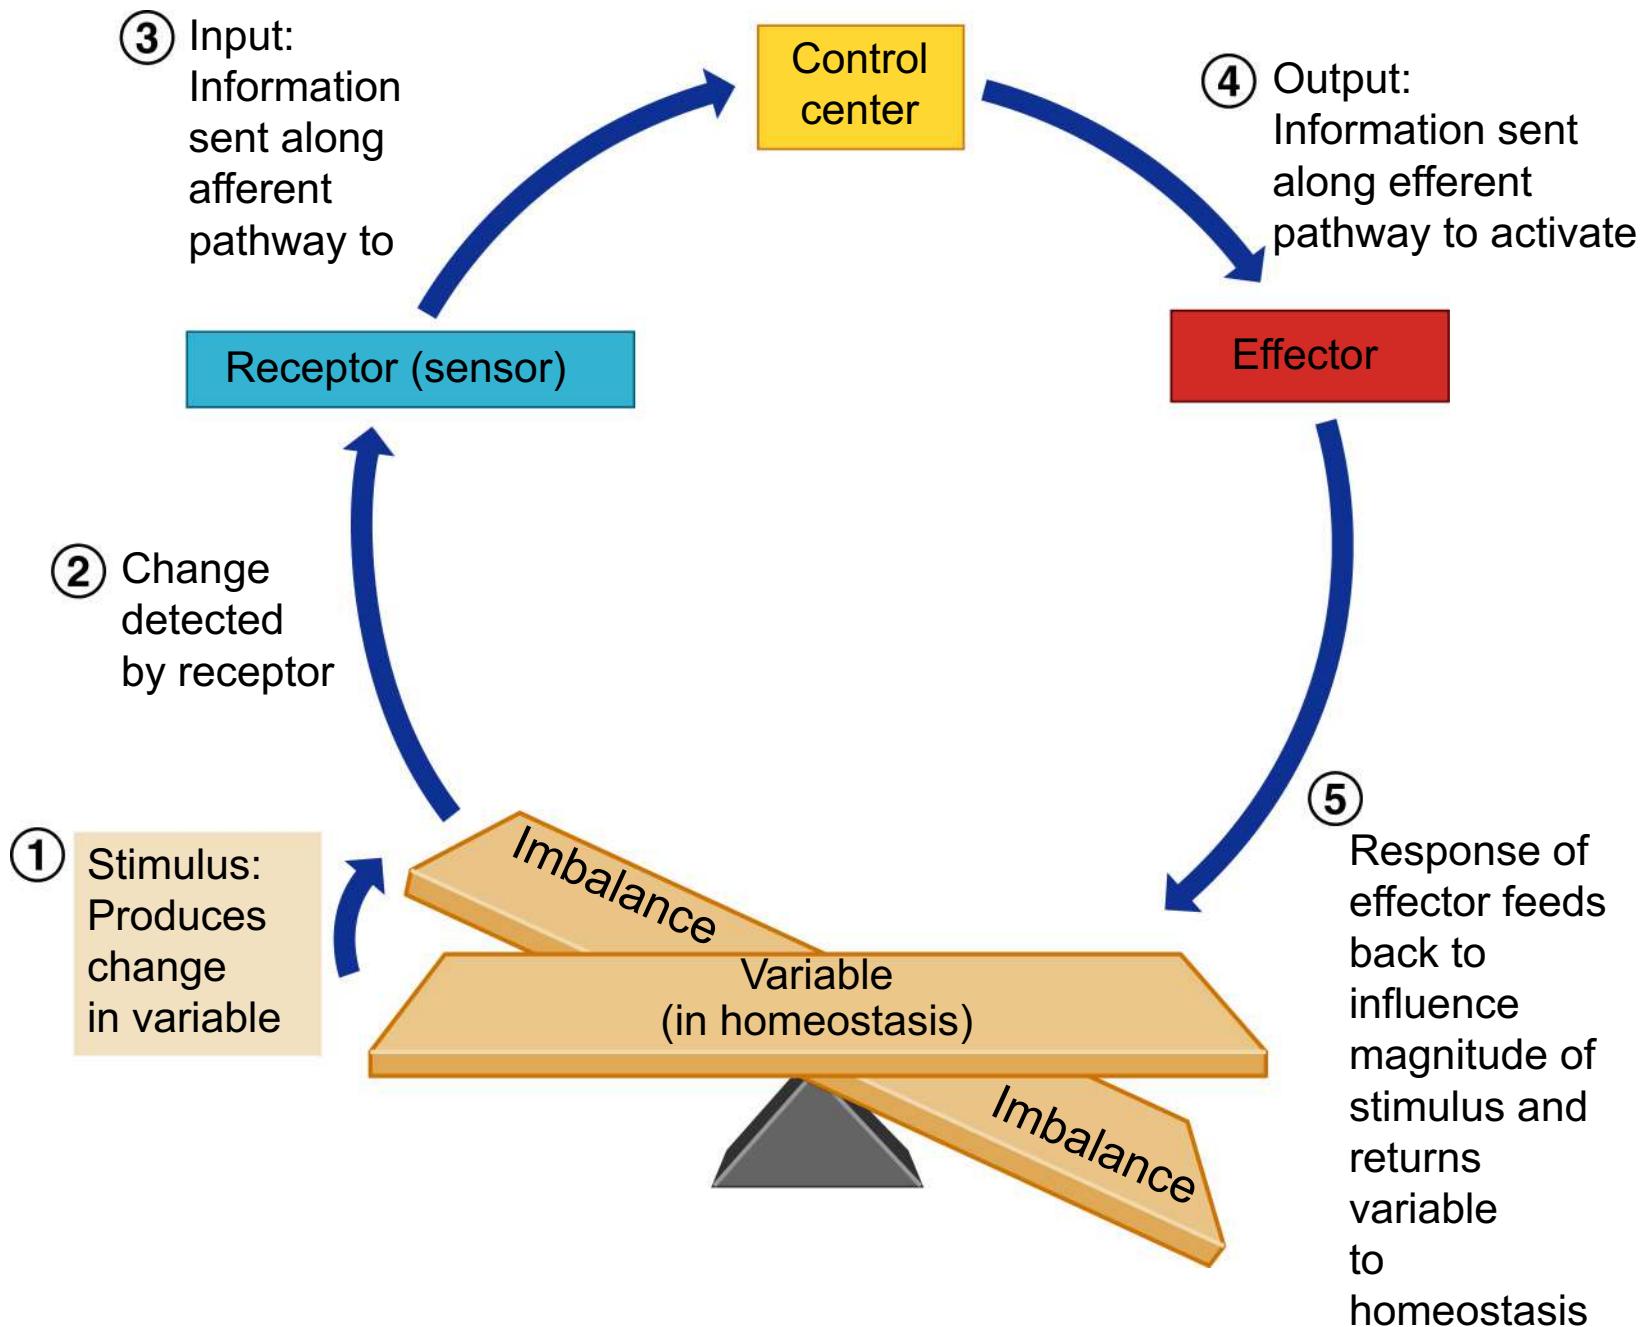 3 Input:
Information
sent along
afferent
pathway to
Control
center
4 Output:
Information sent
along efferent
pathway to activate
Receptor (sensor)
Effector
2 Change
detected
by receptor
1 Stimulus:
Produces
change
in variable
Imbalance
Variable
(in homeostasis)
Imbalance
5
Response of
effector feeds
back to
influence
magnitude of
stimulus and
returns
variable
to
homeostasis